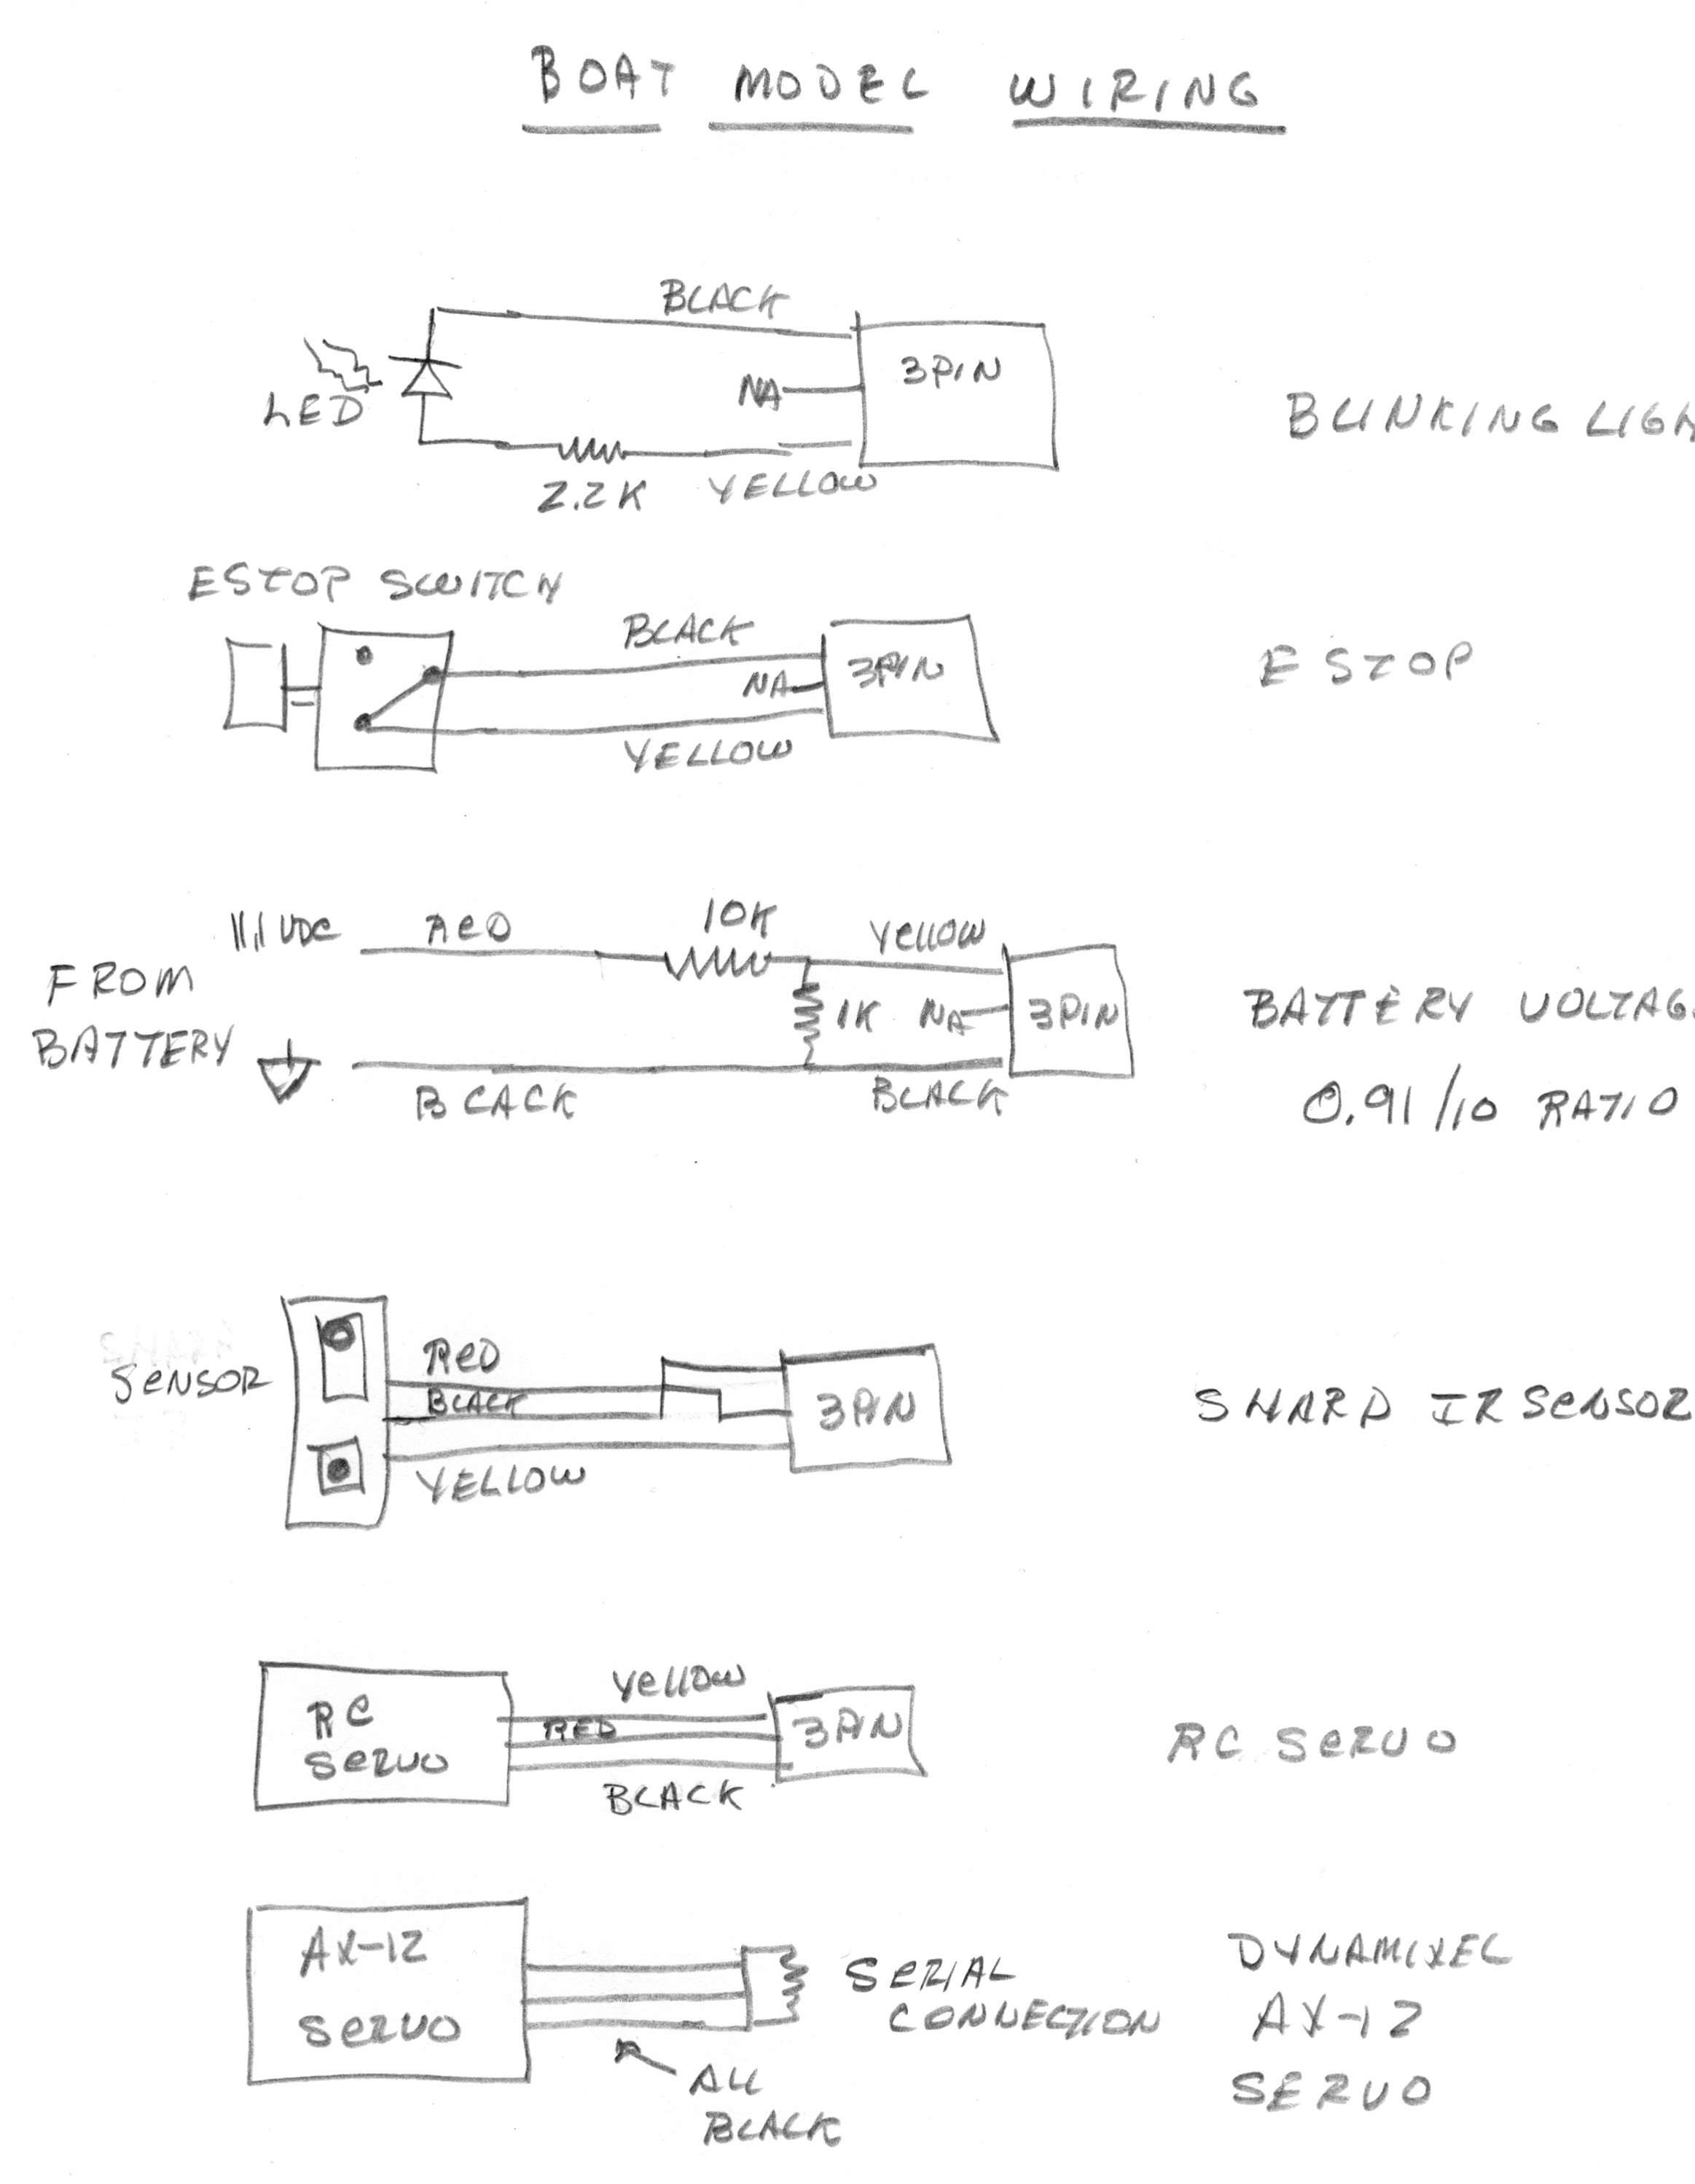 BOAT MODEL WIRING
BLACK
3PIN
NA
LED
BLINKING LIGH
2.2K YELLOW
ESTOP SWITCH
BLACK
3PIN
NA
ESTOP
YELLOW
11.1 VDC RED 10K YELLOW
FROM
BATTERY
1K NA 3PIN
BATTERY VOLTAG
BLACK BLACK
0.91/10 RATIO
SENSOR
RED
BLACK
3PIN
SHARP IR SENSOR
YELLOW
RC
SERVO
YELLOW
RED
3PIN
RC SERVO
BLACK
AX-12
SERVO
SERIAL
CONNECTION
DYNAMIXEL
AX-12
SERVO
ALL
BLACK